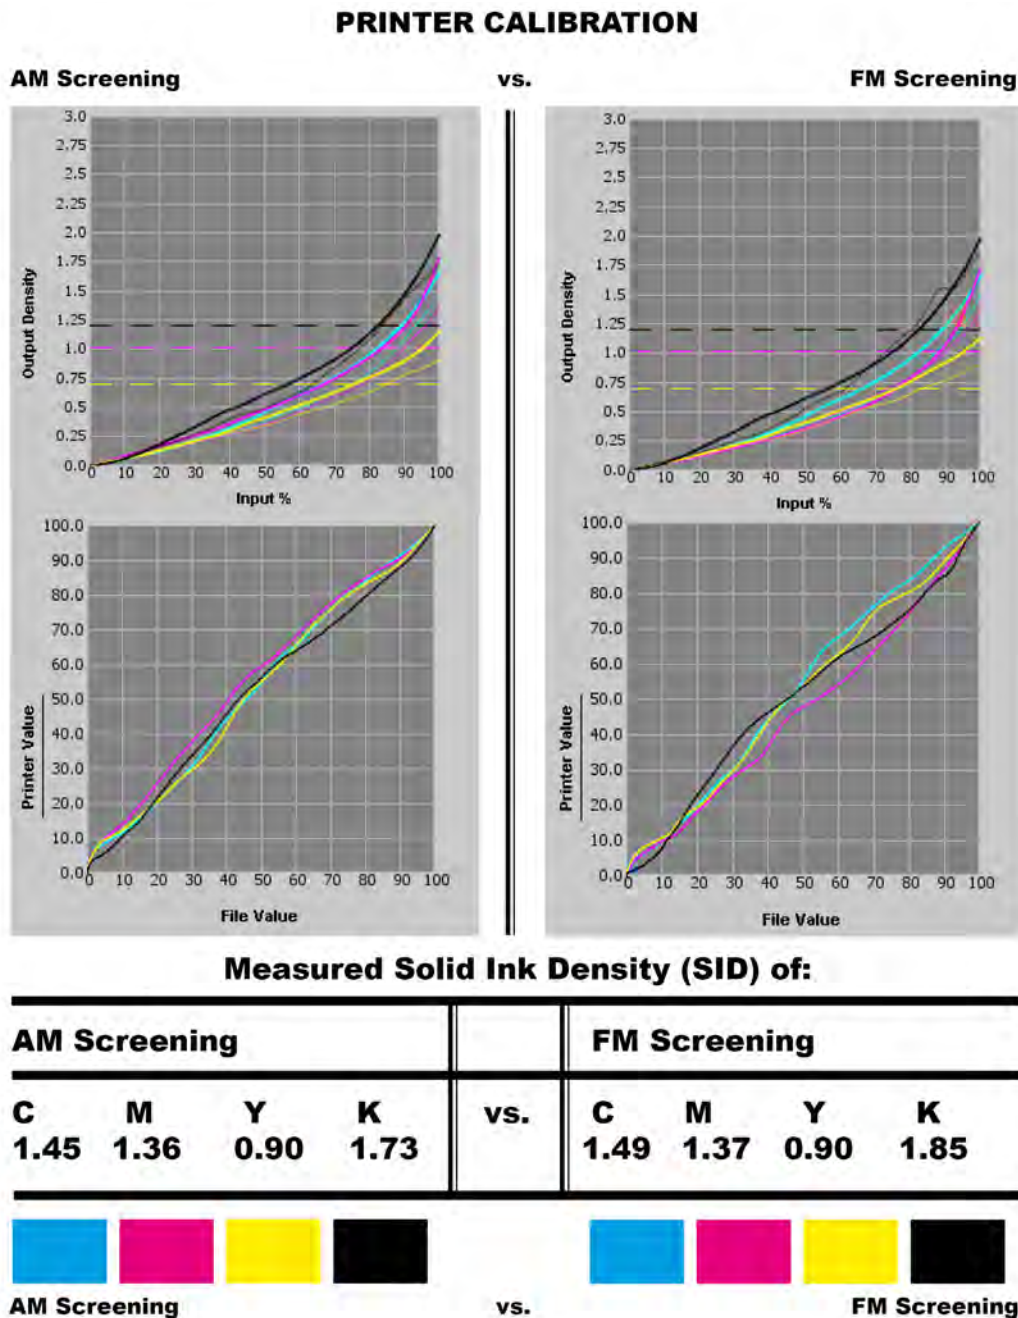 PRINTER CALIBRATION
AM Screening vs. FM Screening
3.0
2.75
2.5
2.25
2.0
1.75
1.5
1.25
1.0
0.75
0.5
0.25
0.0
Output Density
0 10 20 30 40 50 60 70 80 90 100
Input %
3.0
2.75
2.5
2.25
2.0
1.75
1.5
1.25
1.0
0.75
0.5
0.25
0.0
Output Density
0 10 20 30 40 50 60 70 80 90 100
Input %
100.0
90.0
80.0
70.0
60.0
50.0
40.0
30.0
20.0
10.0
0.0
Printer Value
0 10 20 30 40 50 60 70 80 90 100
File Value
100.0
90.0
80.0
70.0
60.0
50.0
40.0
30.0
20.0
10.0
0.0
Printer Value
0 10 20 30 40 50 60 70 80 90 100
File Value
Measured Solid Ink Density (SID) of:
AM Screening FM Screening
C M Y K vs. C M Y K
1.45 1.36 0.90 1.73 1.49 1.37 0.90 1.85
AM Screening vs. FM Screening